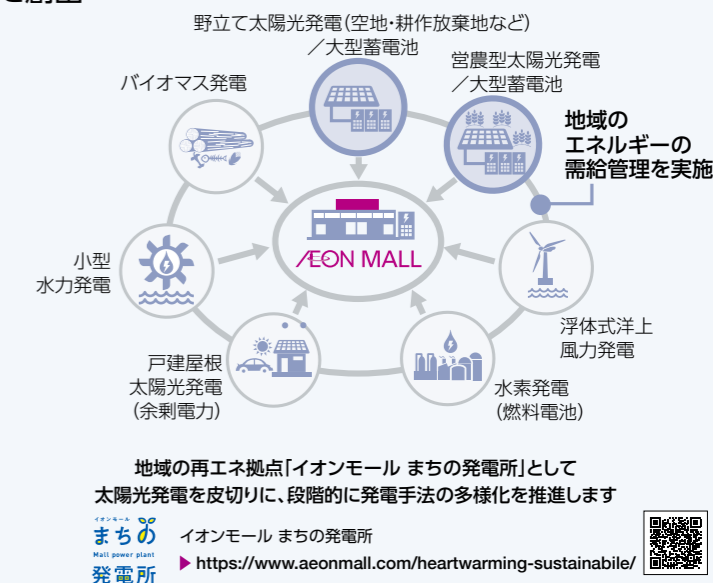 野立て太陽光発電(空地・耕作放棄地など)
／大型蓄電池
営農型太陽光発電
／大型蓄電池
バイオマス発電
地域の
エネルギーの
需給管理を実施
ÆON MALL
小型
水力発電
浮体式洋上
風力発電
戸建屋根
太陽光発電
(余剰電力)
水素発電
(燃料電池)
地域の再エネ拠点「イオンモール まちの発電所」として
太陽光発電を皮切りに、段階的に発電手法の多様化を推進します
イオンモール
まちの
Mall power plant
発電所
イオンモール まちの発電所
▶ https://www.aeonmall.com/heartwarming-sustainabile/